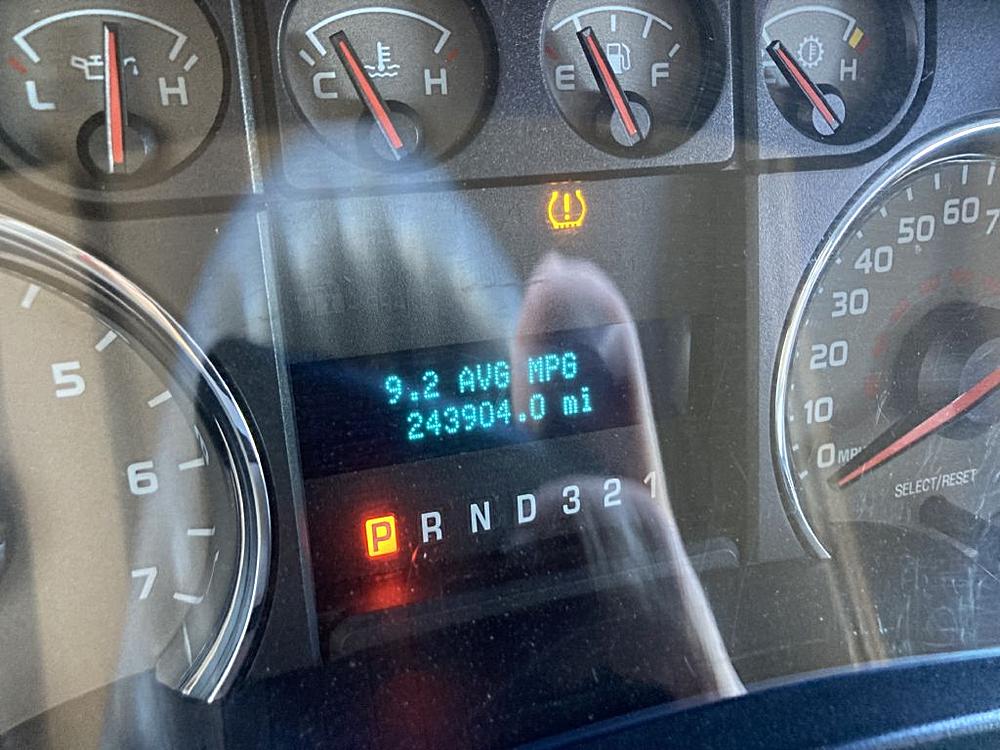 L H
C H
E F
H
5
6
7
9.2 AVG MPG
243904.0 mi
P R N D 3 2 1
60
50
40
30
20
10
0 MPH
SELECT/RESET